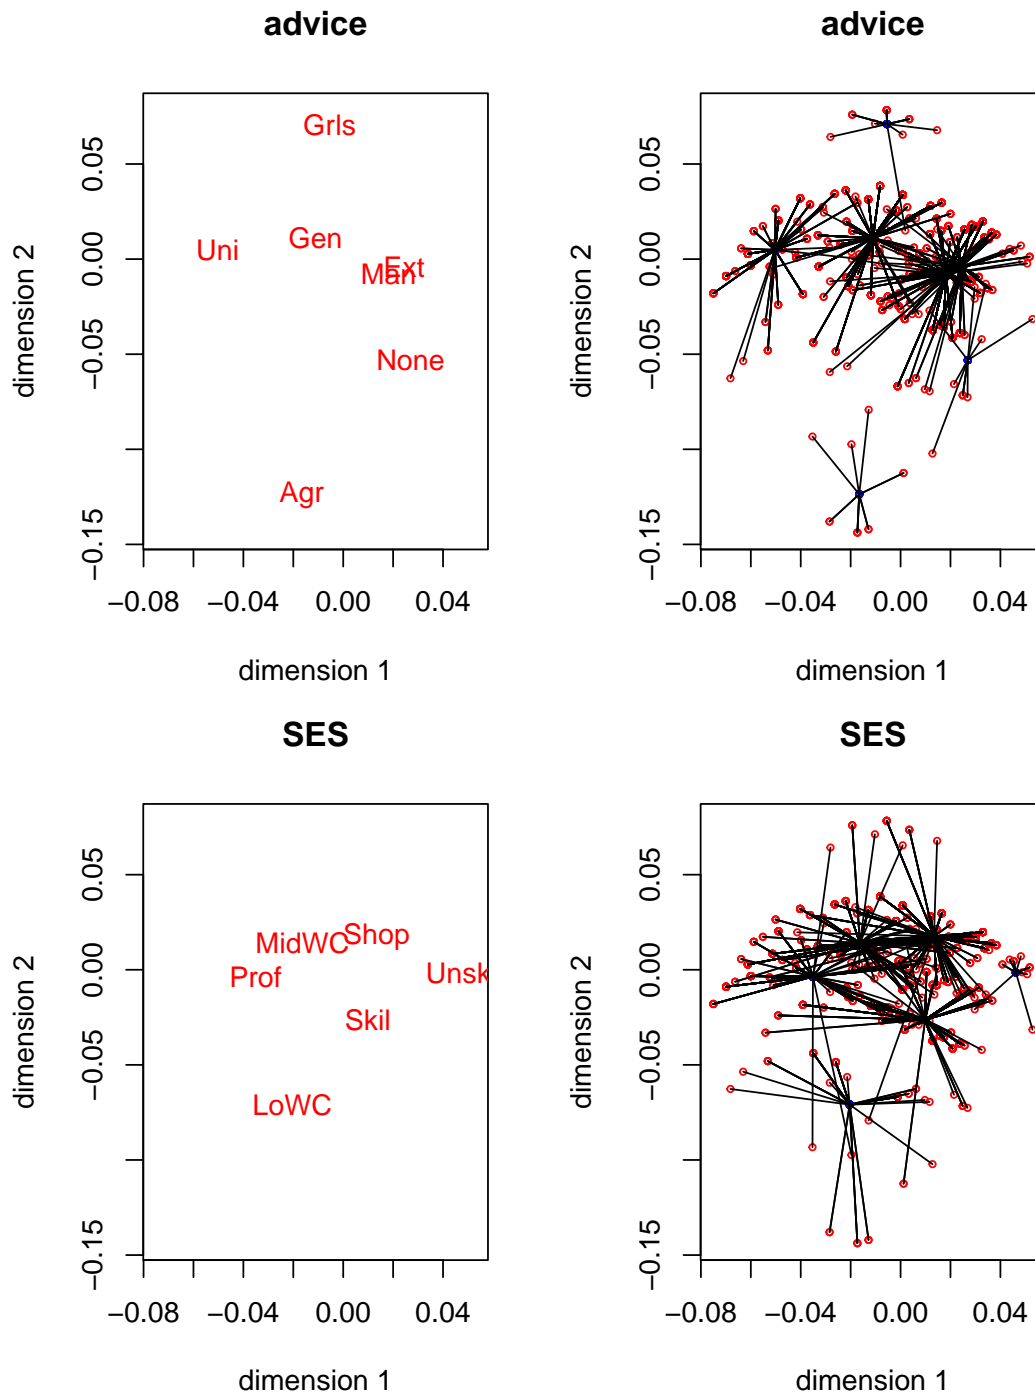 advice
advice
dimension 2
0.05
0.00
−0.05
−0.15
Grls
Gen
Uni
Ext
Man
None
Agr
−0.08
−0.04
0.00
0.04
dimension 1
dimension 2
0.05
0.00
−0.05
−0.15
−0.08
−0.04
0.00
0.04
dimension 1
SES
SES
dimension 2
0.05
0.00
−0.05
−0.15
Shop
MidWC
Prof
Unsk
Skil
LoWC
−0.08
−0.04
0.00
0.04
dimension 1
dimension 2
0.05
0.00
−0.05
−0.15
−0.08
−0.04
0.00
0.04
dimension 1